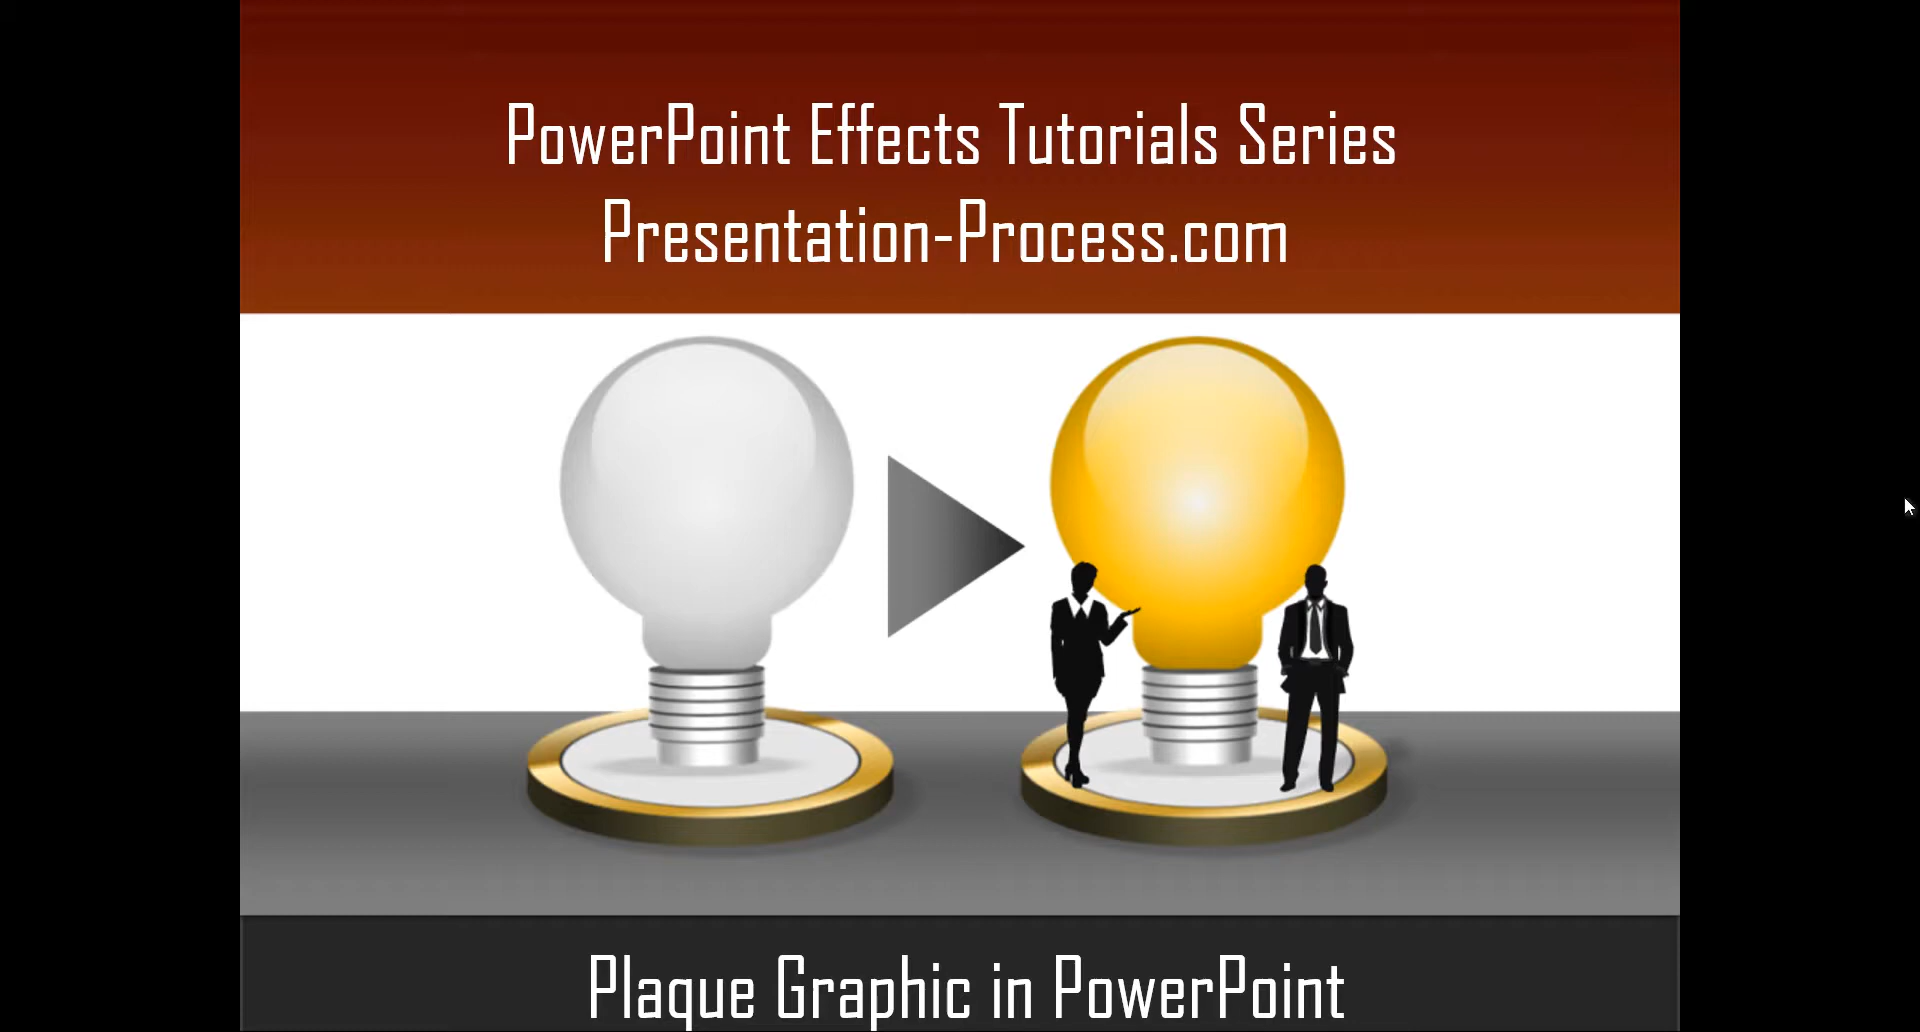 PowerPoint Effects Tutorials Series
Presentation-Process.com
Plaque Graphic in PowerPoint